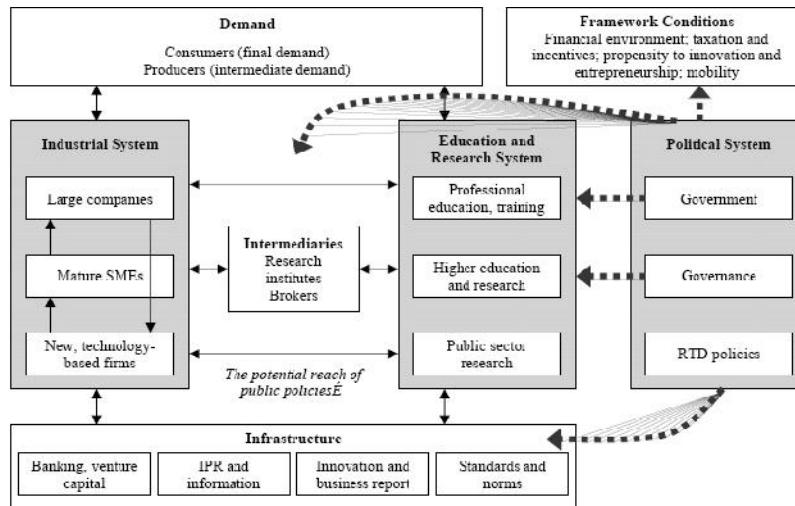 Demand
Consumers (final demand)
Producers (intermediate demand)
Framework Conditions
Financial environment; taxation and
incentives; propensity to innovation and
entrepreneurship; mobility
Industrial System
Large companies
Mature SMEs
New, technology-
based firms
Intermediaries
Research
institutes
Brokers
The potential reach of
public policiesÉ
Education and
Research System
Professional
education, training
Higher education
and research
Public sector
research
Political System
Government
Governance
RTD policies
Infrastructure
Banking, venture
capital
IPR and
information
Innovation and
business report
Standards and
norms